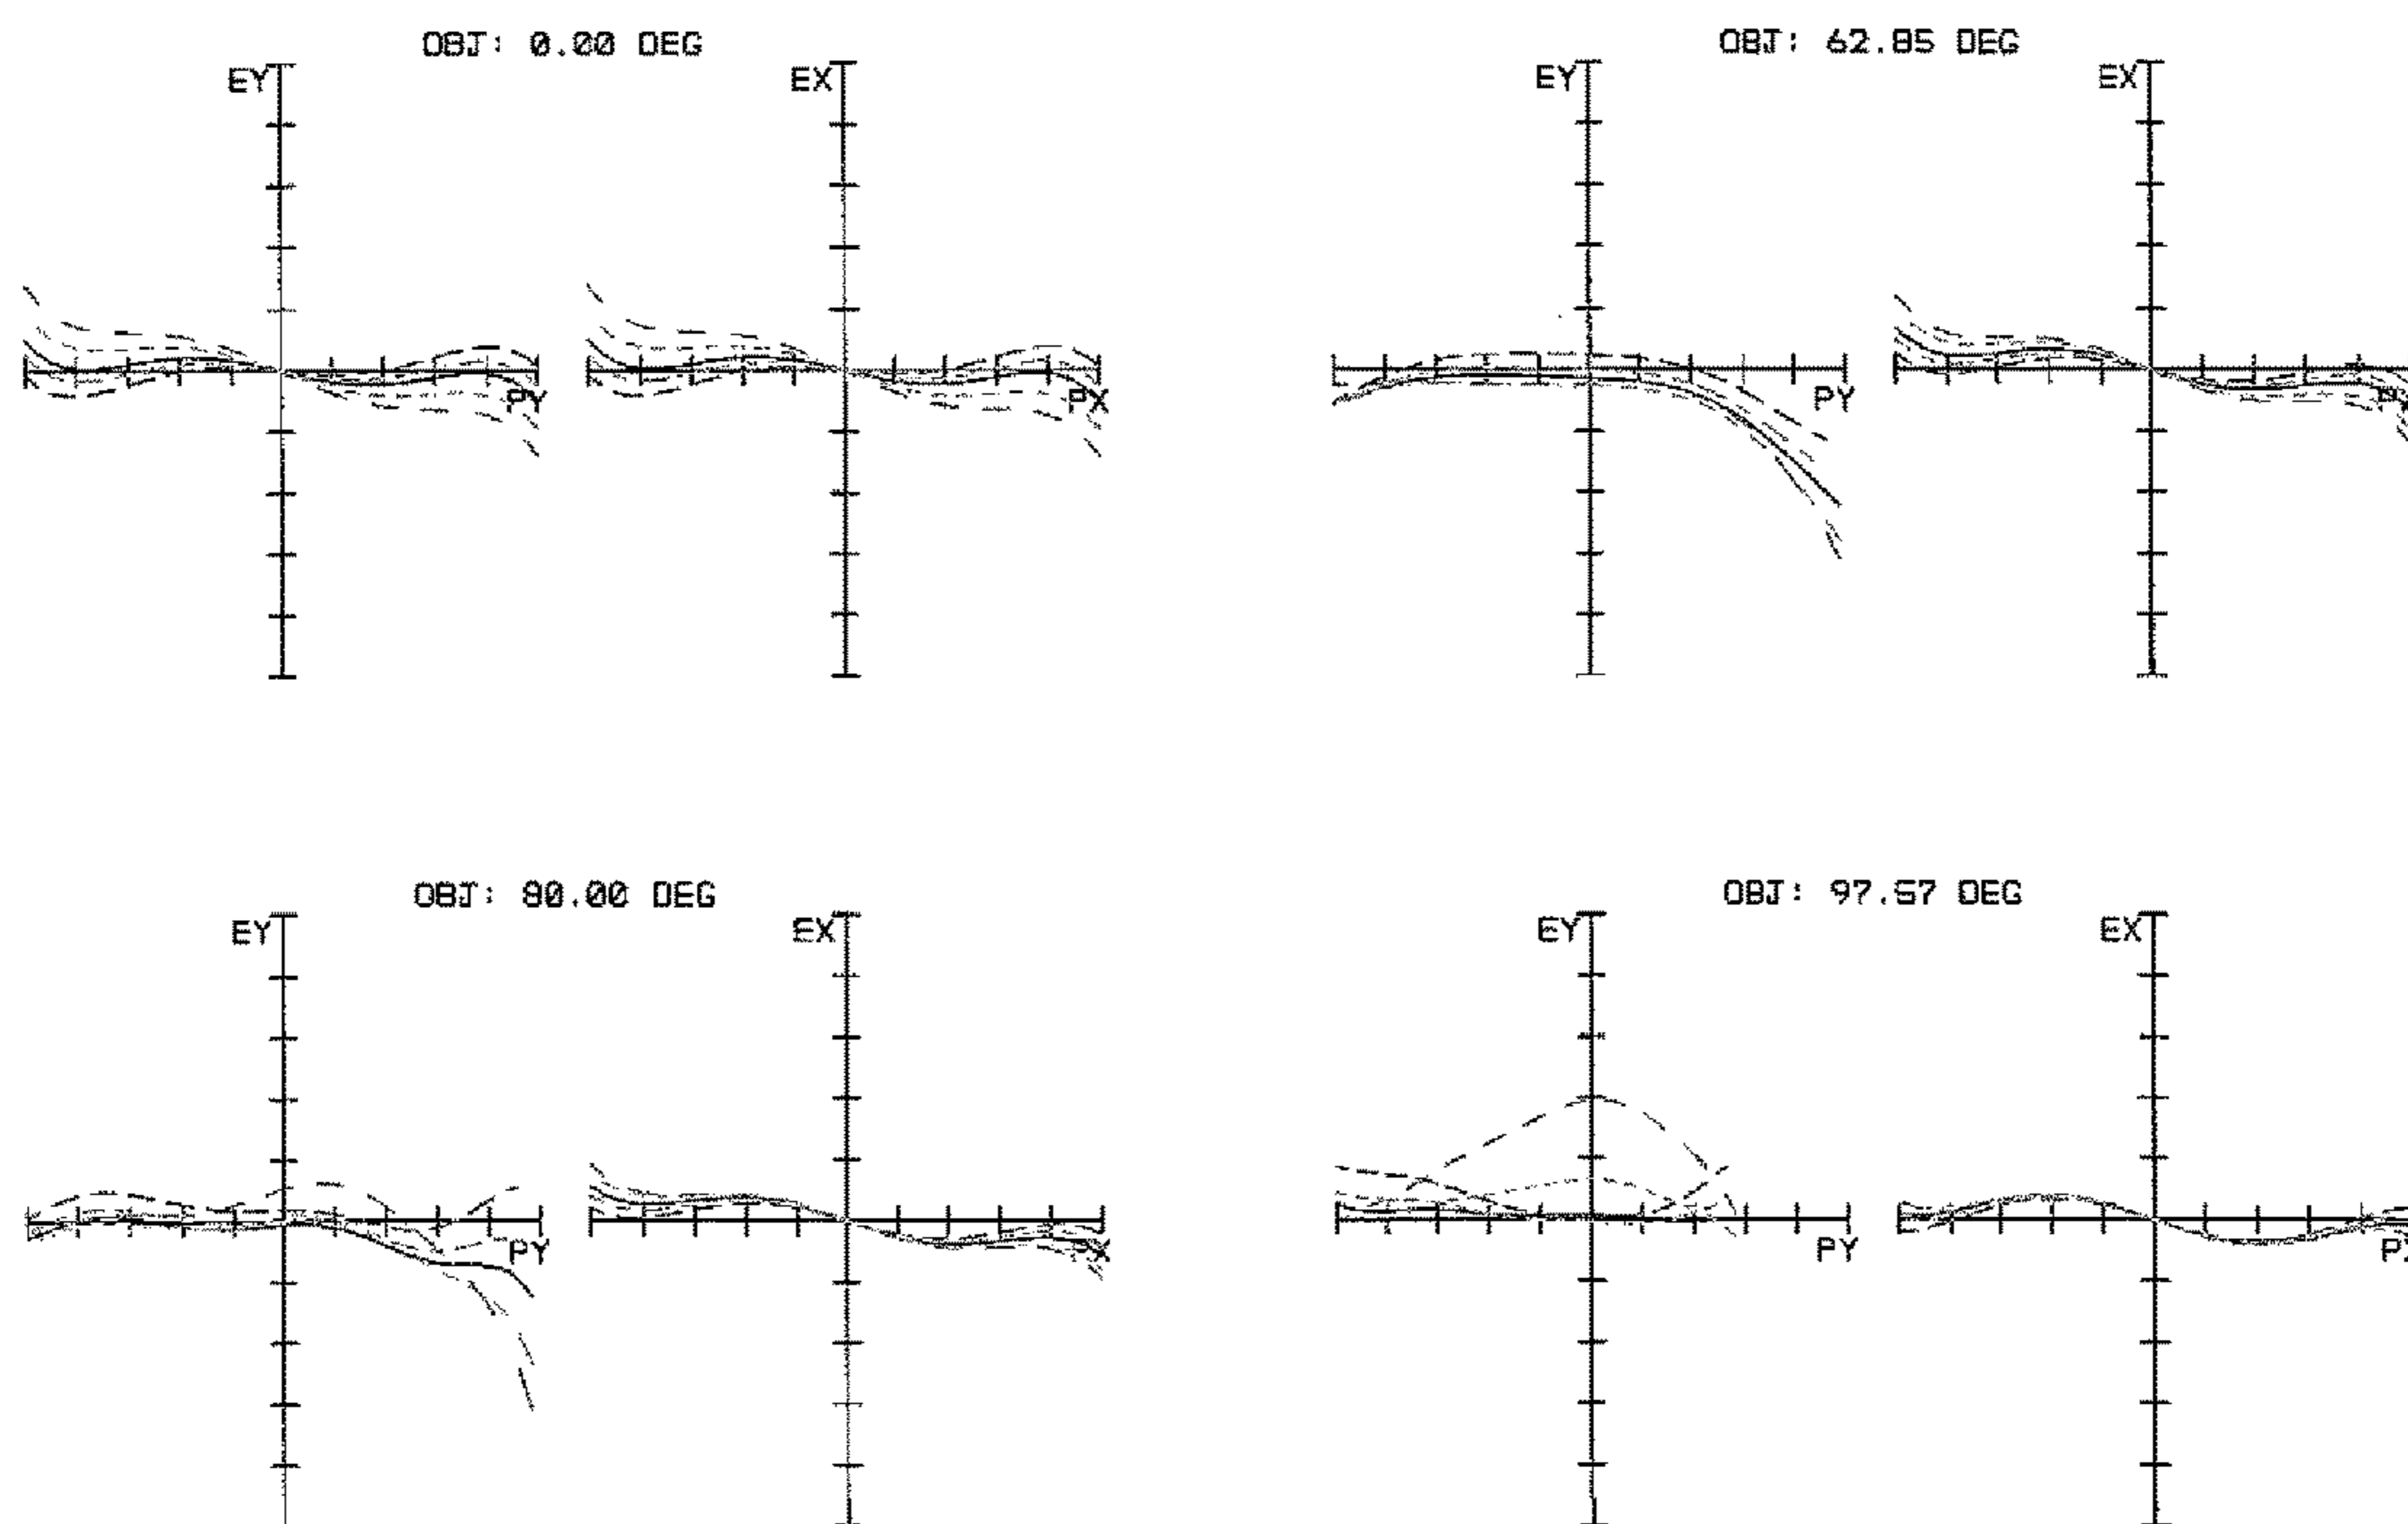 OBJ: 0.00 DEG
EY
EX
PY
PX
OBJ: 62.85 DEG
EY
EX
PY
OBJ: 80.00 DEG
EY
EX
PY
PX
OBJ: 97.57 DEG
EY
EX
PY